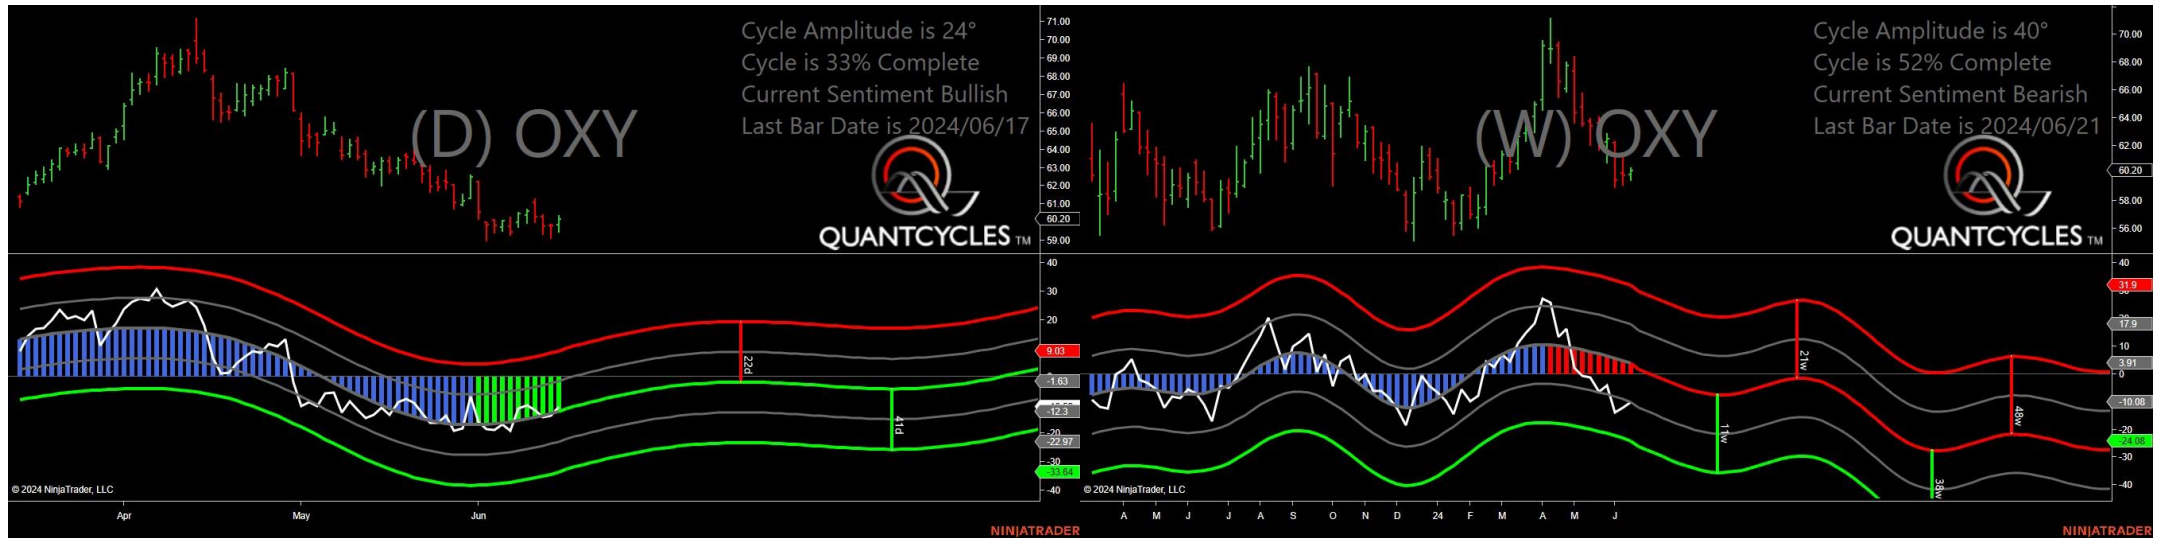 Cycle Amplitude is 24°
Cycle is 33% Complete
Current Sentiment Bullish
Last Bar Date is 2024/06/17
(D) OXY
QUANTCYCLES TM
71.00
70.00
69.00
68.00
67.00
66.00
65.00
64.00
63.00
62.00
61.00
60.20
59.00
40
30
20
9.03
0
-1.63
-12.3
-22.97
-30
-33.64
-40
22d
41d
© 2024 NinjaTrader, LLC
Apr May Jun
NINJATRADER
Cycle Amplitude is 40°
Cycle is 52% Complete
Current Sentiment Bearish
Last Bar Date is 2024/06/21
(W) OXY
QUANTCYCLES TM
70.00
68.00
66.00
64.00
62.00
60.20
58.00
56.00
40
31.9
20
17.9
10
3.91
0
-10.08
-20
-24.08
-30
-40
11w
21w
38w
48w
© 2024 NinjaTrader, LLC
A M J J A S O N D 24 F M A M J
NINJATRADER